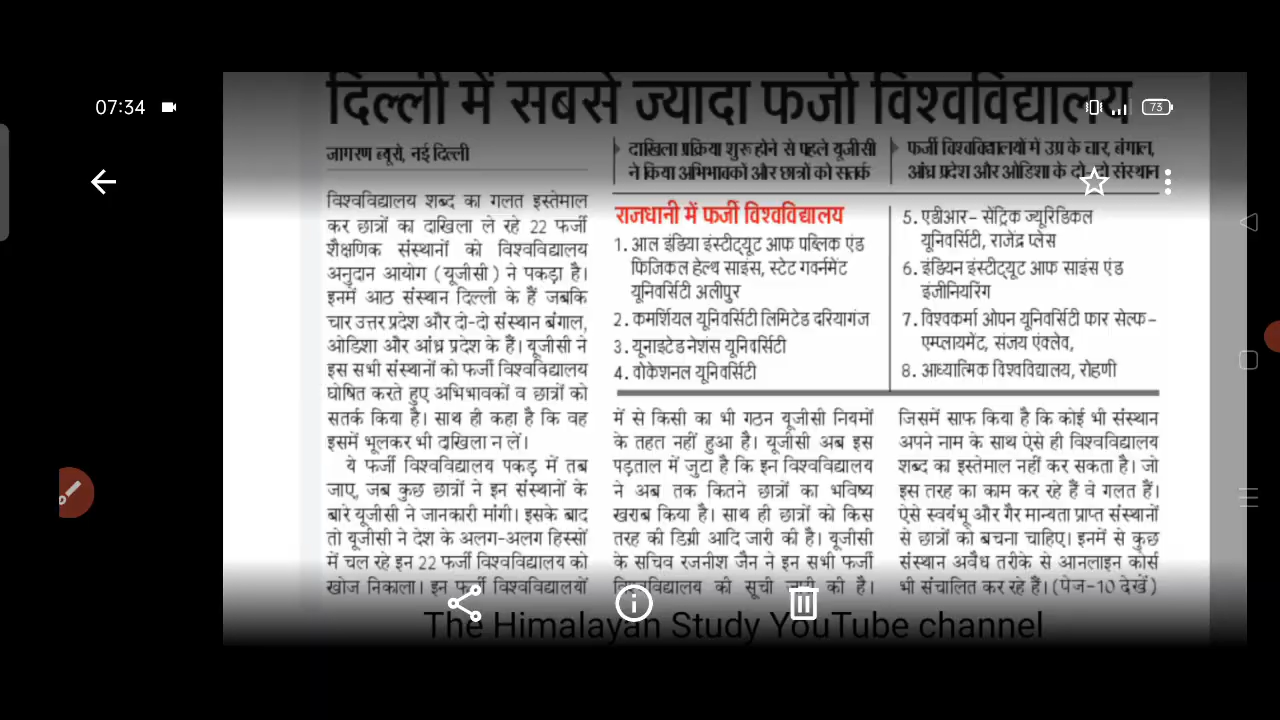 07:34
73
दिल्ली में सबसे ज्यादा फर्जी विश्वविद्यालय
जागरण ब्यूरो, नई दिल्ली
दाखिला प्रक्रिया शुरू होने से पहले यूजीसी
ने किया अभिभावकों और छात्रों को सतर्क
फर्जी विश्वविद्यालयों में उप्र के चार, बंगाल,
आंध्र प्रदेश और ओडिशा के दो-दो संस्थान
विश्वविद्यालय शब्द का गलत इस्तेमाल
कर छात्रों का दाखिला ले रहे 22 फर्जी
शैक्षणिक संस्थानों को विश्वविद्यालय
अनुदान आयोग (यूजीसी) ने पकड़ा है।
इनमें आठ संस्थान दिल्ली के हैं जबकि
चार उत्तर प्रदेश और दो-दो संस्थान बंगाल,
ओडिशा और आंध्र प्रदेश के हैं। यूजीसी ने
इस सभी संस्थानों को फर्जी विश्वविद्यालय
घोषित करते हुए अभिभावकों व छात्रों को
सतर्क किया है। साथ ही कहा है कि वह
इसमें भूलकर भी दाखिला न लें।
ये फर्जी विश्वविद्यालय पकड़ में तब
जाए, जब कुछ छात्रों ने इन संस्थानों के
बारे यूजीसी ने जानकारी मांगी। इसके बाद
तो यूजीसी ने देश के अलग-अलग हिस्सों
में चल रहे इन 22 फर्जी विश्वविद्यालय को
खोज निकाला। इन फर्जी विश्वविद्यालयों
राजधानी में फर्जी विश्वविद्यालय
1. आल इंडिया इंस्टीट्यूट आफ पब्लिक एंड
फिजिकल हेल्थ साइंस, स्टेट गवर्नमेंट
यूनिवर्सिटी अलीपुर
2. कमर्शियल यूनिवर्सिटी लिमिटेड दरियागंज
3. यूनाइटेड नेशंस यूनिवर्सिटी
4. वोकेशनल यूनिवर्सिटी
5. एडीआर- सेंट्रिक ज्यूरिडिकल
यूनिवर्सिटी, राजेंद्र प्लेस
6. इंडियन इंस्टीट्यूट आफ साइंस एंड
इंजीनियरिंग
7. विश्वकर्मा ओपन यूनिवर्सिटी फार सेल्फ-
एम्प्लायमेंट, संजय एंक्लेव,
8. आध्यात्मिक विश्वविद्यालय, रोहणी
में से किसी का भी गठन यूजीसी नियमों
के तहत नहीं हुआ है। यूजीसी अब इस
पड़ताल में जुटा है कि इन विश्वविद्यालय
ने अब तक कितने छात्रों का भविष्य
खराब किया है। साथ ही छात्रों को किस
तरह की डिग्री आदि जारी की है। यूजीसी
के सचिव रजनीश जैन ने इन सभी फर्जी
विश्वविद्यालय की सूची जारी की है।
जिसमें साफ किया है कि कोई भी संस्थान
अपने नाम के साथ ऐसे ही विश्वविद्यालय
शब्द का इस्तेमाल नहीं कर सकता है। जो
इस तरह का काम कर रहे हैं वे गलत हैं।
ऐसे स्वयंभू और गैर मान्यता प्राप्त संस्थानों
से छात्रों को बचना चाहिए। इनमें से कुछ
संस्थान अवैध तरीके से आनलाइन कोर्स
भी संचालित कर रहे हैं। (पेज-10 देखें)
The Himalayan Study YouTube channel